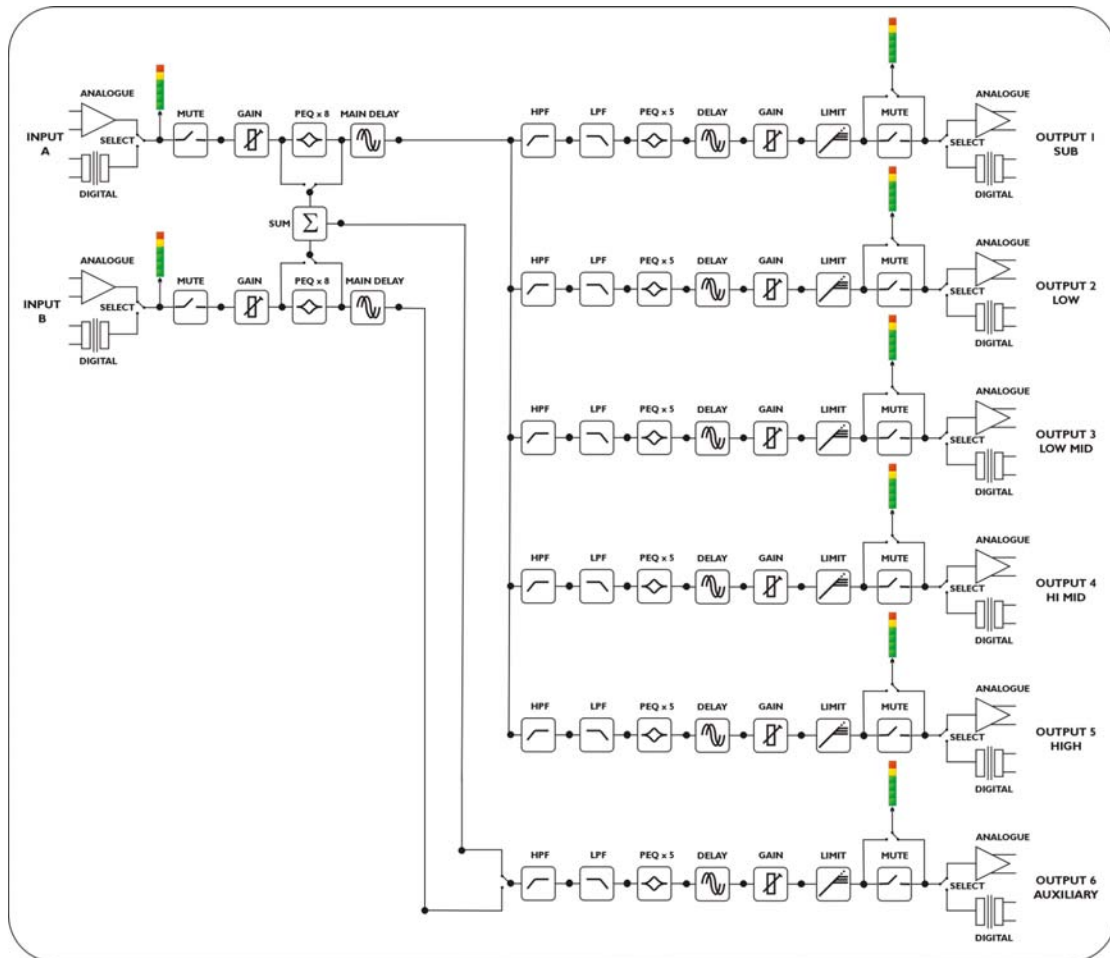 ANALOGUE
INPUT A
SELECT
DIGITAL
MUTE
GAIN
PEQ x 8
MAIN DELAY
SUM
Σ
ANALOGUE
INPUT B
SELECT
DIGITAL
MUTE
GAIN
PEQ x 8
MAIN DELAY
HPF
LPF
PEQ x 5
DELAY
GAIN
LIMIT
MUTE
SELECT
ANALOGUE
DIGITAL
OUTPUT 1
SUB
HPF
LPF
PEQ x 5
DELAY
GAIN
LIMIT
MUTE
SELECT
ANALOGUE
DIGITAL
OUTPUT 2
LOW
HPF
LPF
PEQ x 5
DELAY
GAIN
LIMIT
MUTE
SELECT
ANALOGUE
DIGITAL
OUTPUT 3
LOW MID
HPF
LPF
PEQ x 5
DELAY
GAIN
LIMIT
MUTE
SELECT
ANALOGUE
DIGITAL
OUTPUT 4
HI MID
HPF
LPF
PEQ x 5
DELAY
GAIN
LIMIT
MUTE
SELECT
ANALOGUE
DIGITAL
OUTPUT 5
HIGH
HPF
LPF
PEQ x 5
DELAY
GAIN
LIMIT
MUTE
SELECT
ANALOGUE
DIGITAL
OUTPUT 6
AUXILIARY